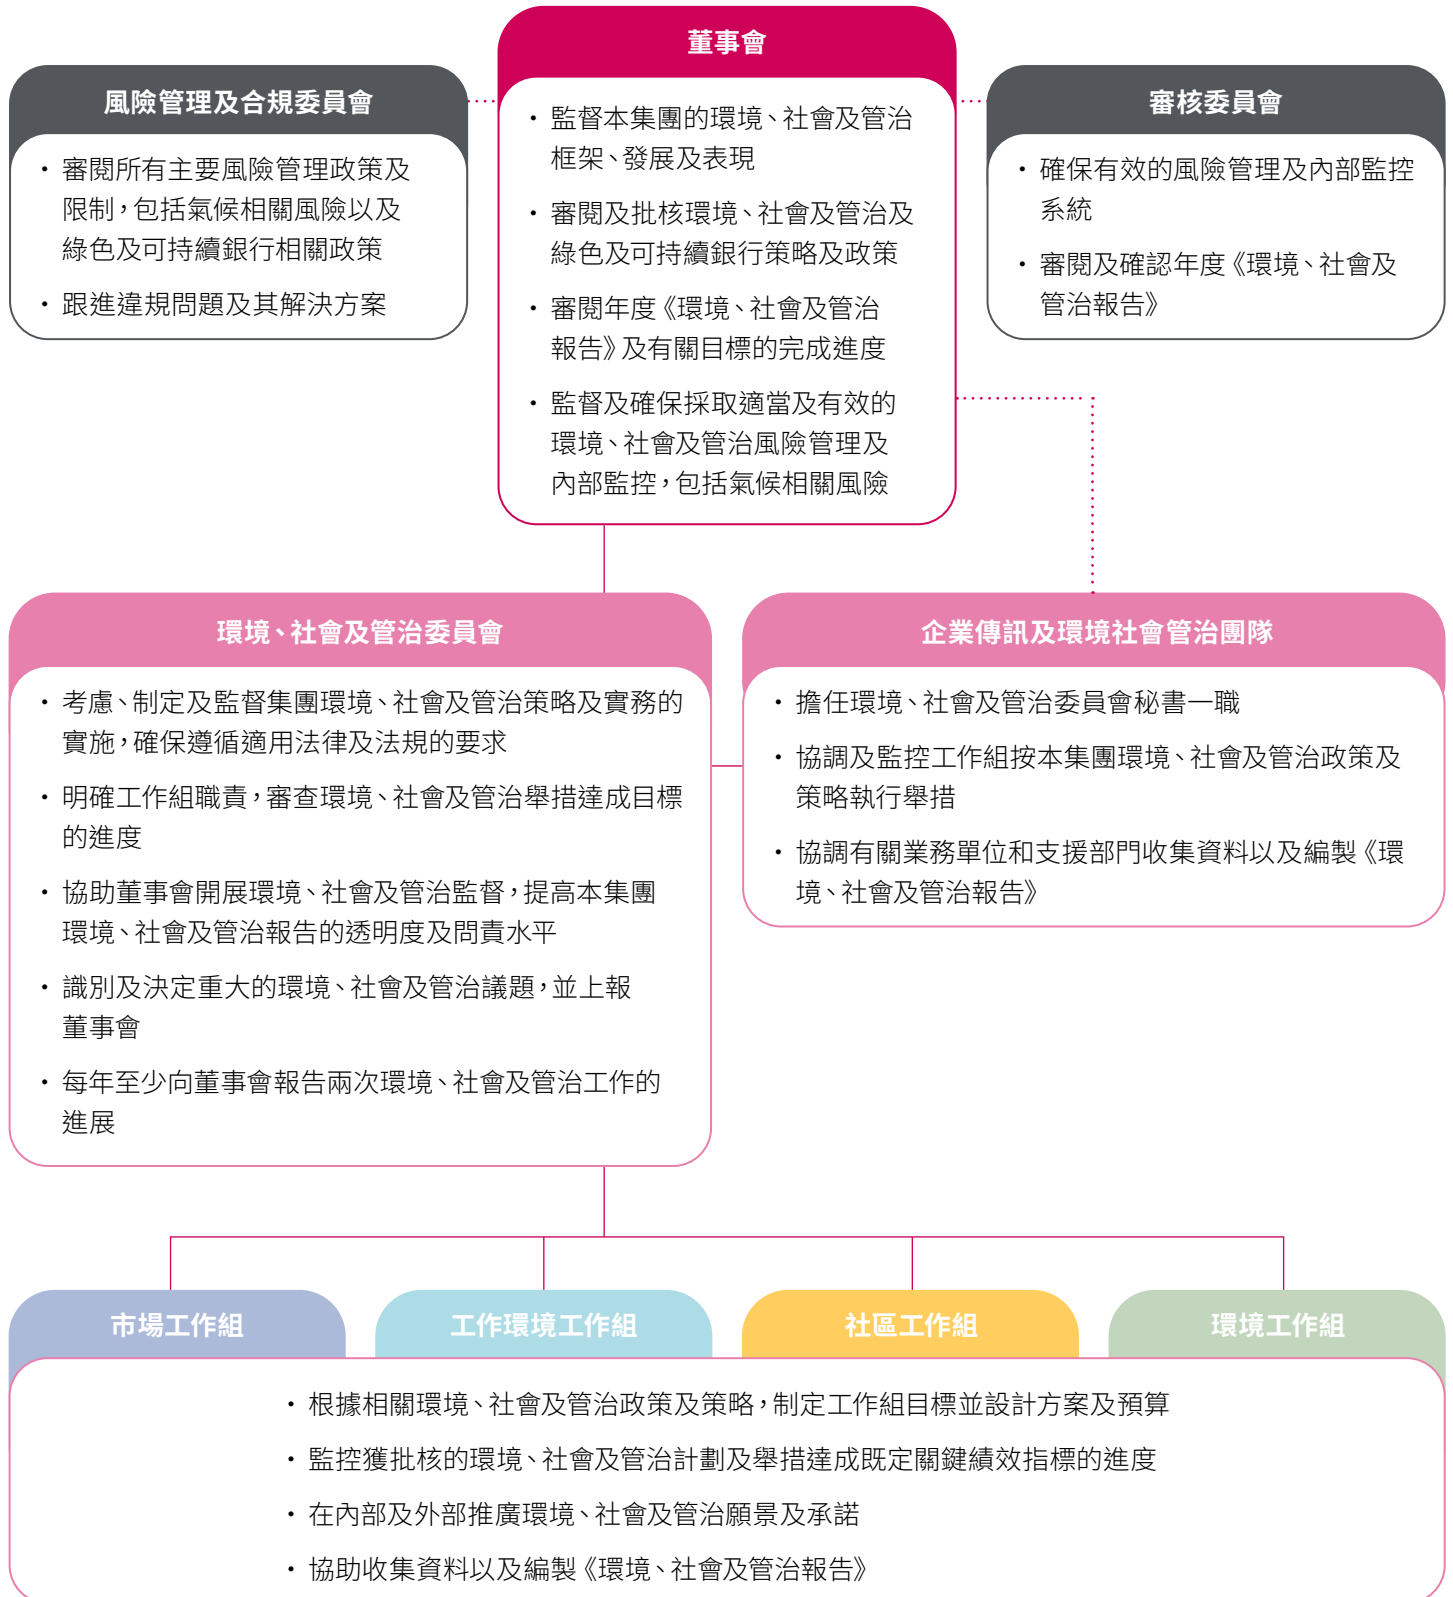 董事會
• 監督本集團的環境、社會及管治
框架、發展及表現
• 審閱及批核環境、社會及管治及
綠色及可持續銀行策略及政策
• 審閱年度《環境、社會及管治
報告》及有關目標的完成進度
• 監督及確保採取適當及有效的
環境、社會及管治風險管理及
內部監控，包括氣候相關風險
風險管理及合規委員會
• 審閱所有主要風險管理政策及
限制，包括氣候相關風險以及
綠色及可持續銀行相關政策
• 跟進違規問題及其解決方案
審核委員會
• 確保有效的風險管理及內部監控
系統
• 審閱及確認年度《環境、社會及
管治報告》
環境、社會及管治委員會
• 考慮、制定及監督集團環境、社會及管治策略及實務的
實施，確保遵循適用法律及法規的要求
• 明確工作組職責，審查環境、社會及管治舉措達成目標
的進度
• 協助董事會開展環境、社會及管治監督，提高本集團
環境、社會及管治報告的透明度及問責水平
• 識別及決定重大的環境、社會及管治議題，並上報
董事會
• 每年至少向董事會報告兩次環境、社會及管治工作的
進展
企業傳訊及環境社會管治團隊
• 擔任環境、社會及管治委員會秘書一職
• 協調及監控工作組按本集團環境、社會及管治政策及
策略執行舉措
• 協調有關業務單位和支援部門收集資料以及編製《環
境、社會及管治報告》
市場工作組
工作環境工作組
社區工作組
環境工作組
• 根據相關環境、社會及管治政策及策略，制定工作組目標並設計方案及預算
• 監控獲批核的環境、社會及管治計劃及舉措達成既定關鍵績效指標的進度
• 在內部及外部推廣環境、社會及管治願景及承諾
• 協助收集資料以及編製《環境、社會及管治報告》